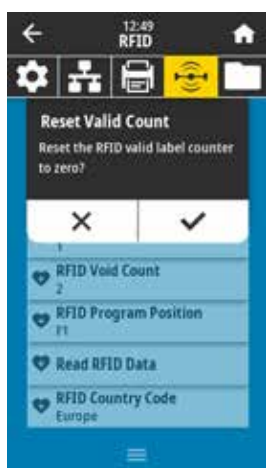 12:49
RFID
Reset Valid Count
Reset the RFID valid label counter
to zero?
1
RFID Void Count
2
RFID Program Position
F1
Read RFID Data
RFID Country Code
Europe